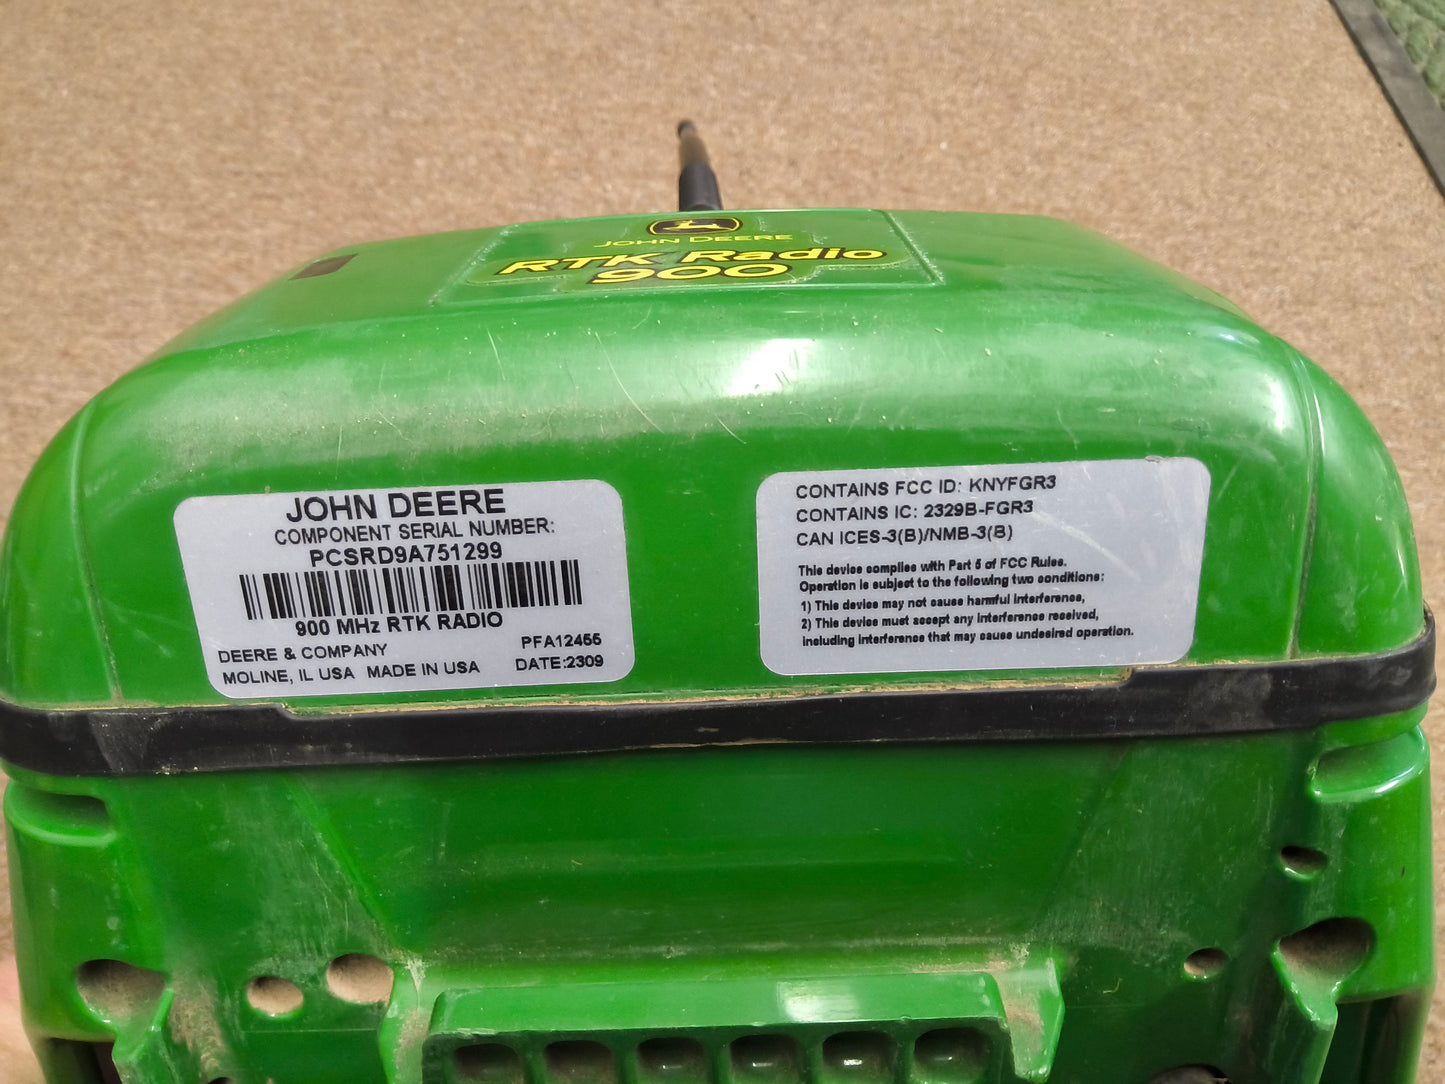 JOHN DEERE
RTK Radio
900
JOHN DEERE
COMPONENT SERIAL NUMBER:
PCSRD9A751299
900 MHz RTK RADIO
DEERE & COMPANY
PFA12455
MOLINE, IL USA MADE IN USA
DATE:2309
CONTAINS FCC ID: KNYFGR3
CONTAINS IC: 2329B-FGR3
CAN ICES-3(B)/NMB-3(B)
This device complies with Part 5 of FCC Rules.
Operation is subject to the following two conditions:
1) This device may not cause harmful interference,
2) This device must accept any interference received,
including interference that may cause undesired operation.